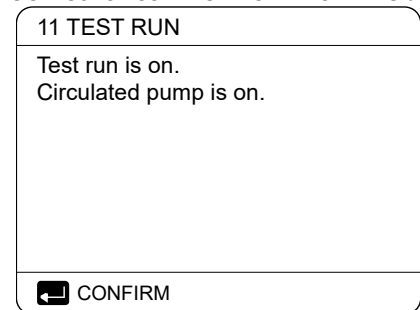 11 TEST RUN
Test run is on.
Circulated pump is on.
CONFIRM